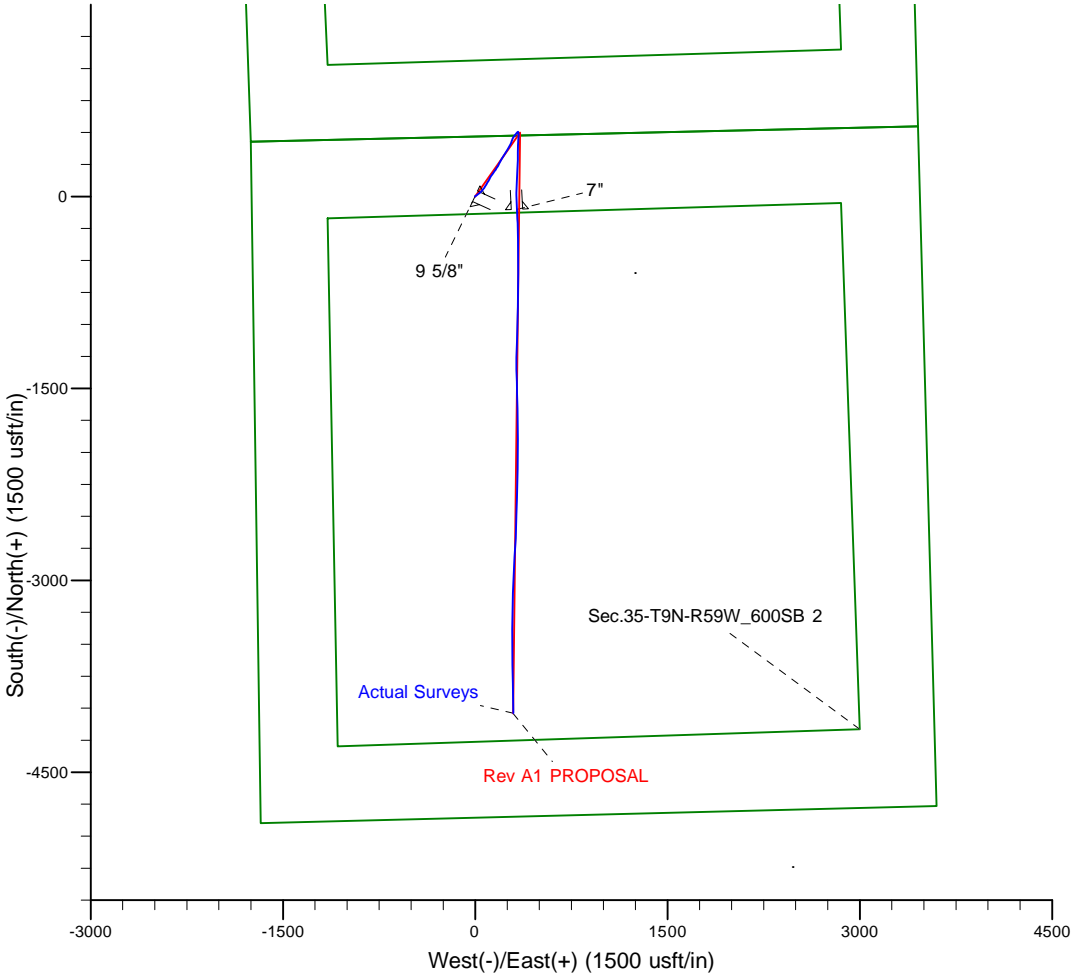 0
-1500
-3000
-4500
South(-)/North(+) (1500 usft/in)
7"
9 5/8"
Sec.35-T9N-R59W_600SB 2
Actual Surveys
Rev A1 PROPOSAL
-3000
-1500
0
1500
3000
4500
West(-)/East(+) (1500 usft/in)